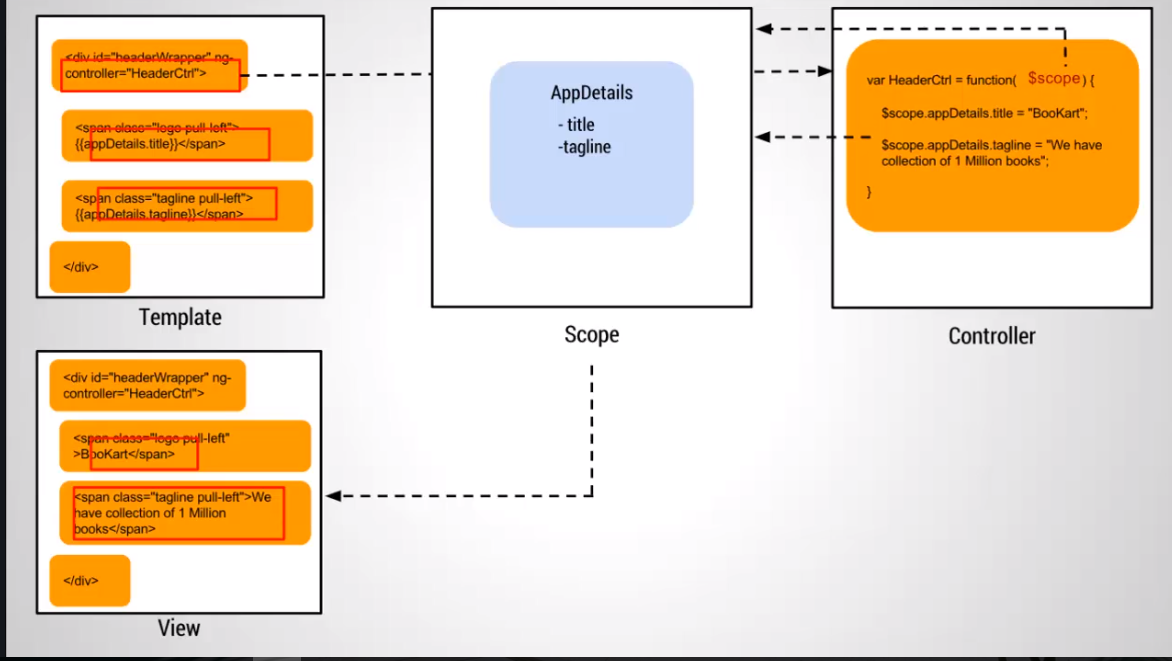 <div id="headerWrapper" ng-
controller="HeaderCtrl">
<span class="logo pull-left">
{{appDetails.title}}</span>
<span class="tagline pull-left">
{{appDetails.tagline}}</span>
</div>
Template
AppDetails
- title
-tagline
Scope
var HeaderCtrl = function( $scope) {
$scope.appDetails.title = "BooKart";
$scope.appDetails.tagline = "We have
collection of 1 Million books";
}
Controller
<div id="headerWrapper" ng-
controller="HeaderCtrl">
<span class="logo pull-left"
>BooKart</span>
<span class="tagline pull-left">We
have collection of 1 Million
books</span>
</div>
View